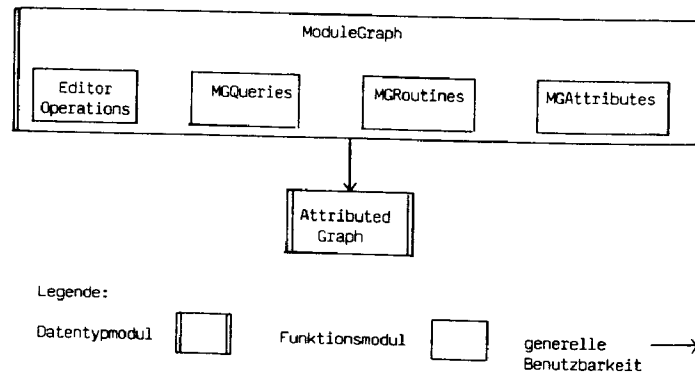 ModuleGraph
Editor
Operations
MGQueries
MGRoutines
MGAttributes
Attributed
Graph
Legende:
Datentypmodul
Funktionsmodul
generelle
Benutzbarkeit